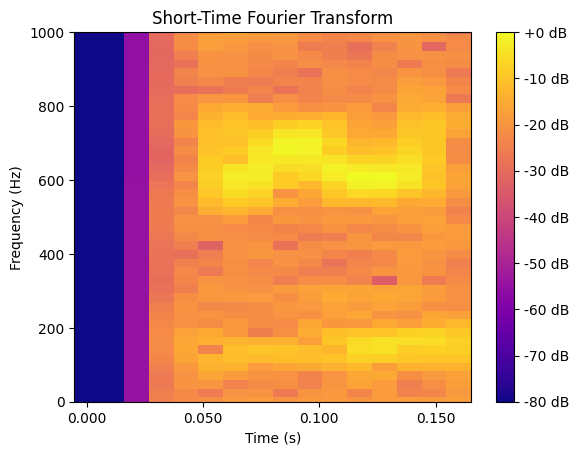 Short-Time Fourier Transform
1000
800
600
400
200
0
Frequency (Hz)
0.000
0.050
0.100
0.150
Time (s)
+0 dB
-10 dB
-20 dB
-30 dB
-40 dB
-50 dB
-60 dB
-70 dB
-80 dB